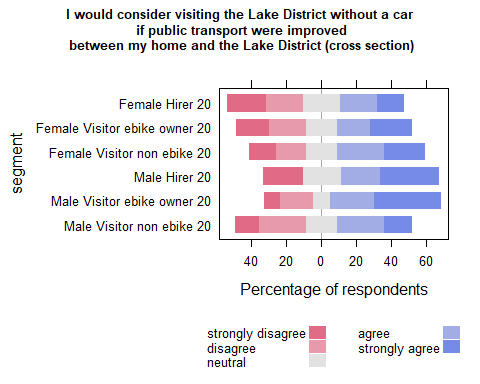 I would consider visiting the Lake District without a car
if public transport were improved
between my home and the Lake District (cross section)
segment
Female Hirer 20
Female Visitor ebike owner 20
Female Visitor non ebike 20
Male Hirer 20
Male Visitor ebike owner 20
Male Visitor non ebike 20
40 20 0 20 40 60
Percentage of respondents
strongly disagree agree
disagree strongly agree
neutral